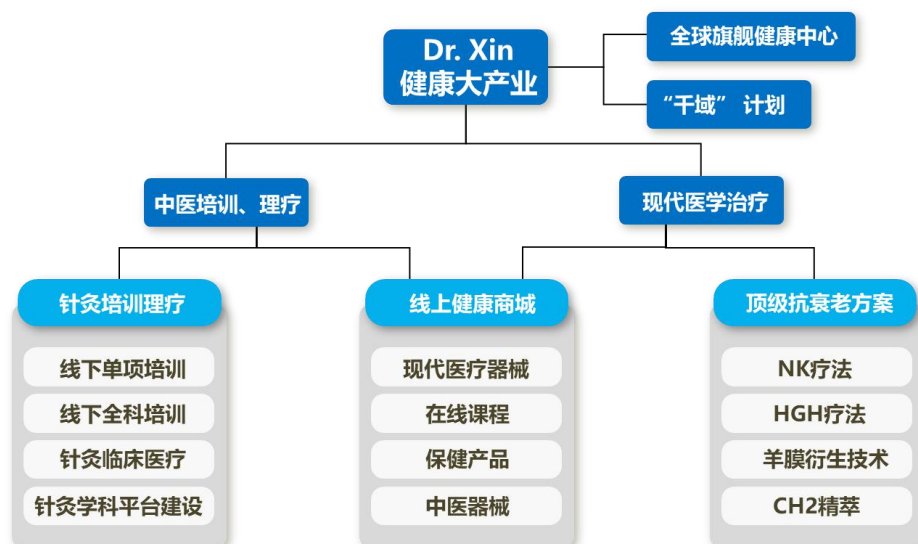 Dr. Xin
健康大产业
全球旗舰健康中心
“千域” 计划
中医培训、理疗
现代医学治疗
针灸培训理疗
线下单项培训
线下全科培训
针灸临床医疗
针灸学科平台建设
线上健康商城
现代医疗器械
在线课程
保健产品
中医器械
顶级抗衰老方案
NK疗法
HGH疗法
羊膜衍生技术
CH2精萃